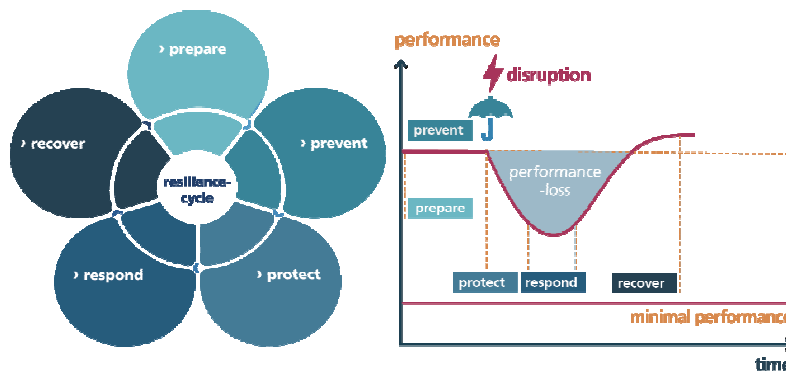 › prepare
› recover
› prevent
resilience-
cycle
› respond
› protect
performance
disruption
prevent
performance
-loss
prepare
protect
respond
recover
minimal performance
time